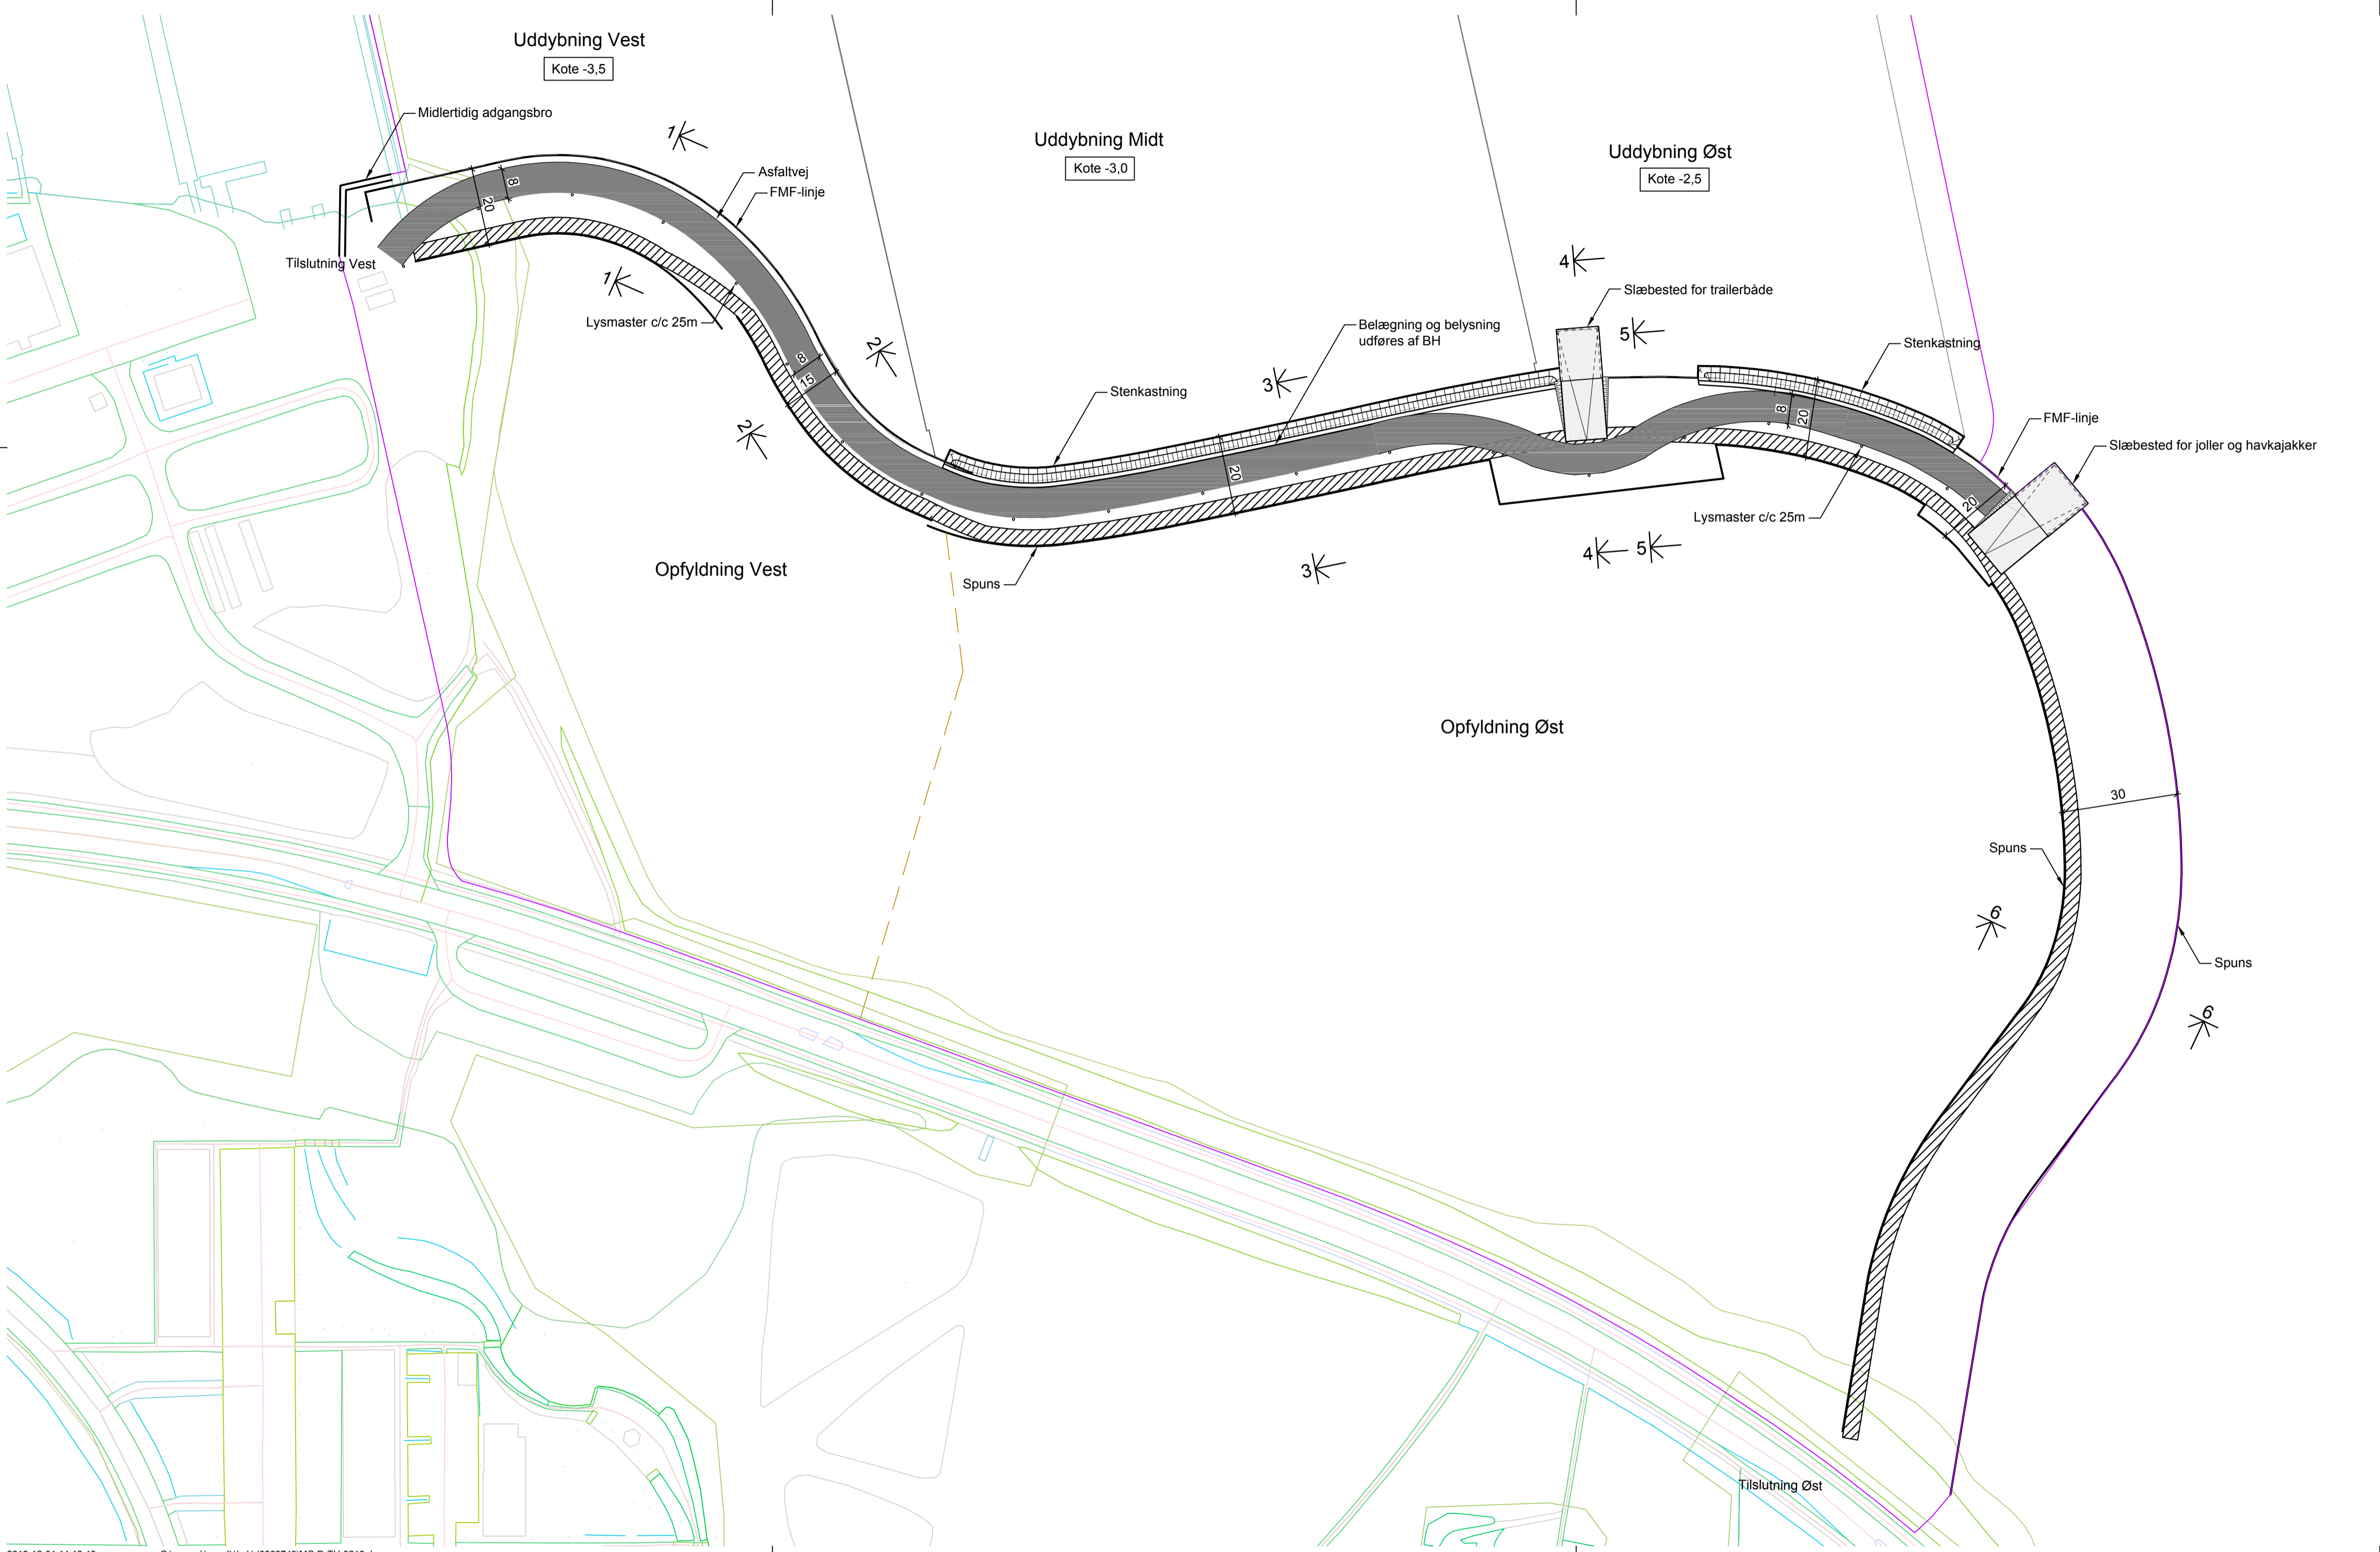 Uddybning Vest
Kote -3,5
Midlertidig adgangsbro
1
Uddybning Midt
Kote -3,0
Uddybning Øst
Kote -2,5
Asfaltvej
FMF-linje
8
20
Tilslutning Vest
1
Lysmaster c/c 25m
4
Slæbested for trailerbåde
2
Belægning og belysning
udføres af BH
5
Stenkastning
8
15
3
Stenkastning
8
20
FMF-linje
2
Slæbested for joller og havkajakker
20
20
Lysmaster c/c 25m
4
5
3
Opfyldning Vest
Spuns
Opfyldning Øst
30
Spuns
6
Spuns
6
Tilslutning Øst